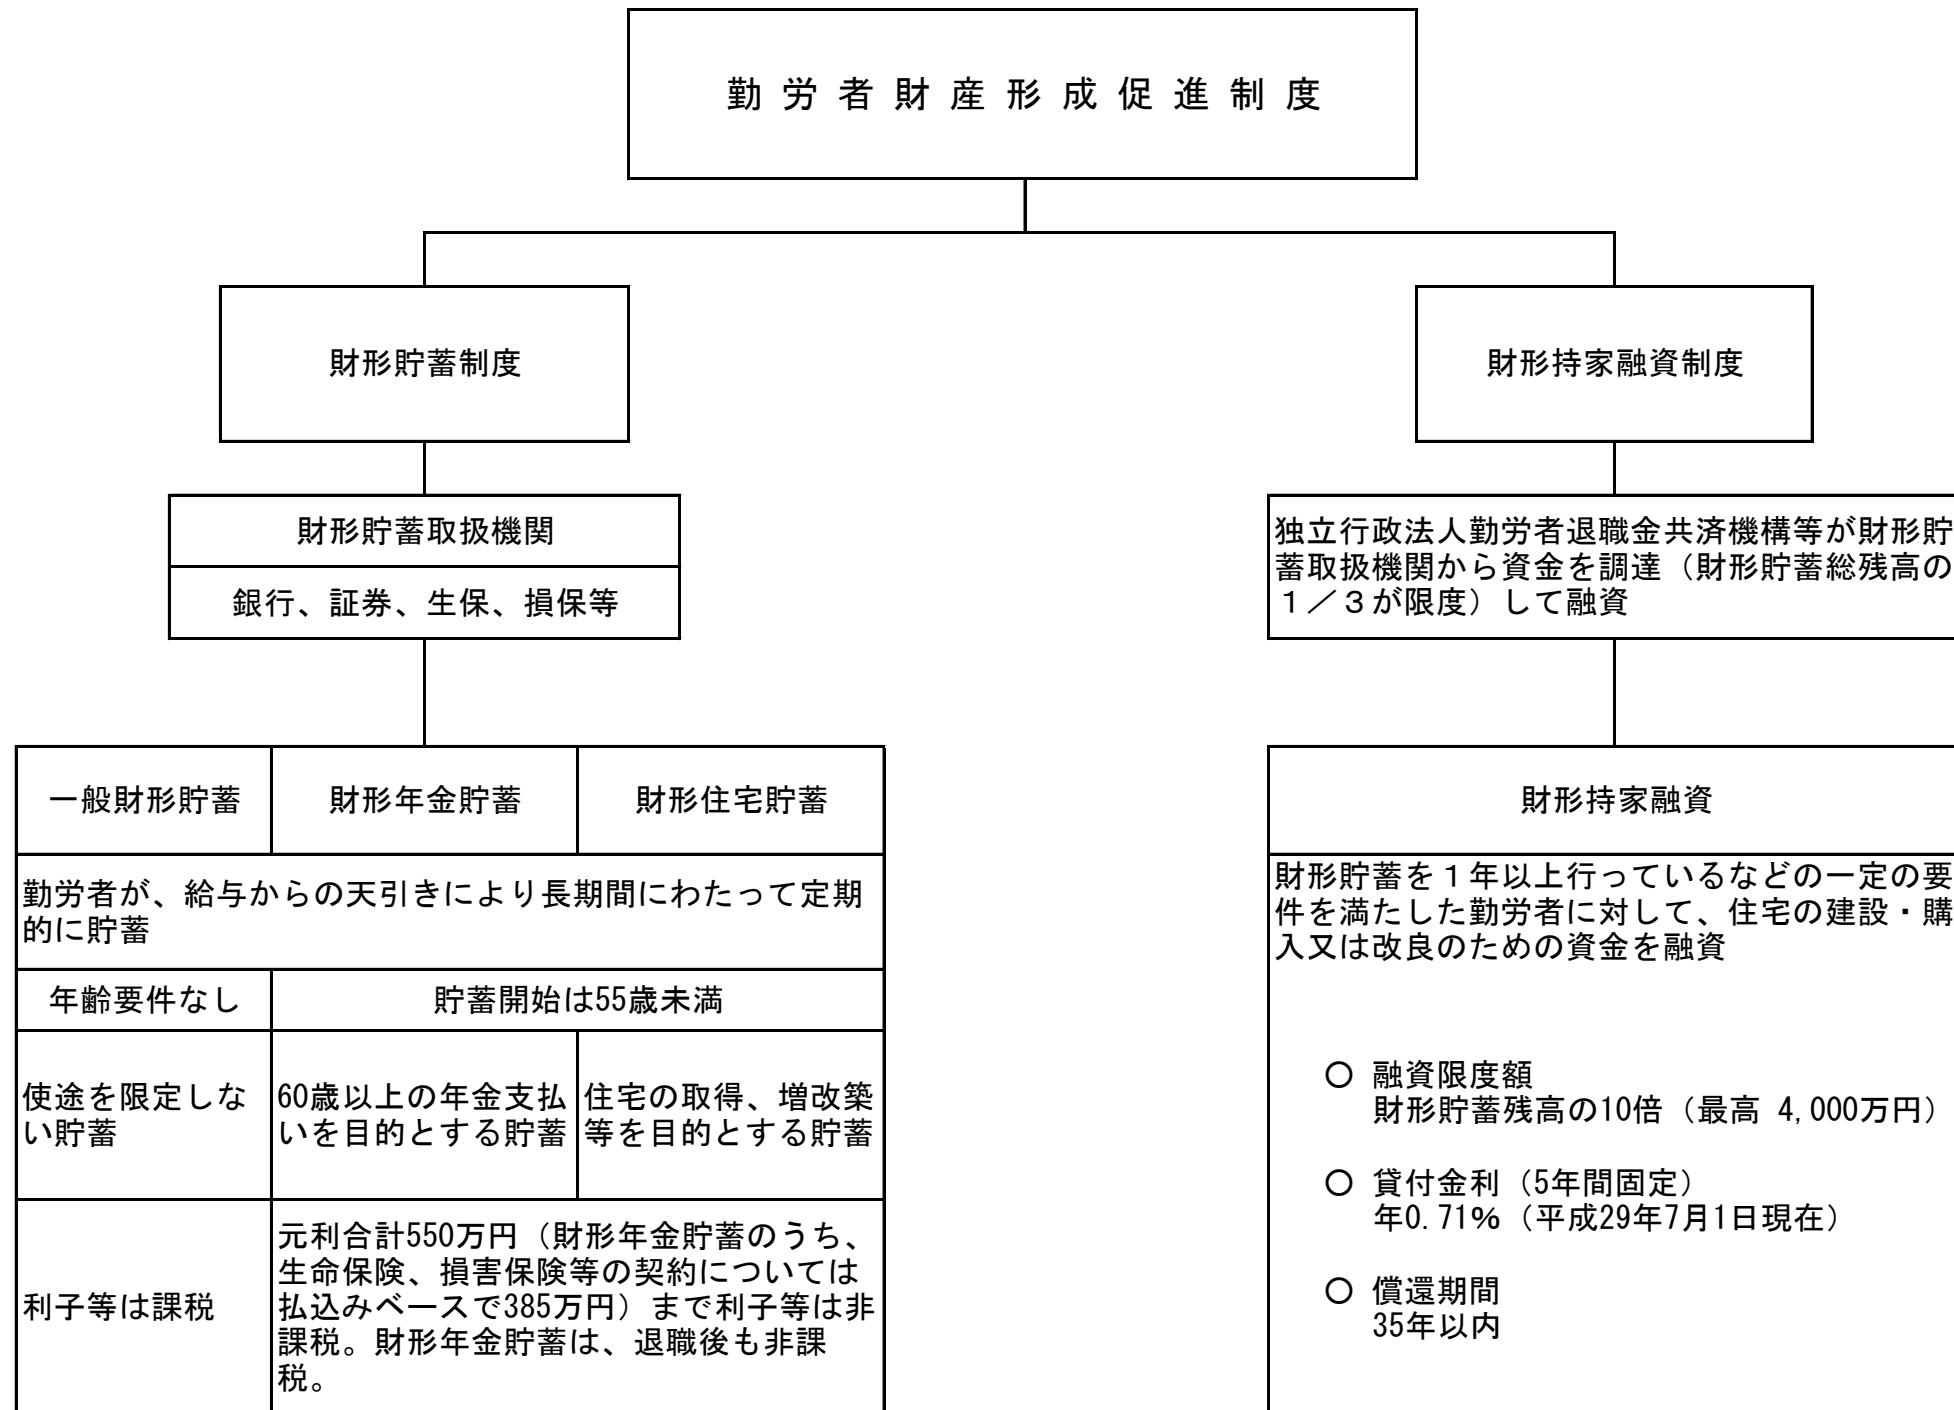 勤労者財産形成促進制度
財形貯蓄制度
財形持家融資制度
財形貯蓄取扱機関
銀行、証券、生保、損保等
独立行政法人勤労者退職金共済機構等が財形貯
蓄取扱機関から資金を調達（財形貯蓄総残高の
１／３が限度）して融資
一般財形貯蓄
財形年金貯蓄
財形住宅貯蓄
勤労者が、給与からの天引きにより長期間にわたって定期
的に貯蓄
年齢要件なし
貯蓄開始は55歳未満
使途を限定しな
い貯蓄
60歳以上の年金支払
いを目的とする貯蓄
住宅の取得、増改築
等を目的とする貯蓄
利子等は課税
元利合計550万円（財形年金貯蓄のうち、
生命保険、損害保険等の契約については
払込みベースで385万円）まで利子等は非
課税。財形年金貯蓄は、退職後も非課
税。
財形持家融資
財形貯蓄を１年以上行っているなどの一定の要
件を満たした勤労者に対して、住宅の建設・購
入又は改良のための資金を融資
○ 融資限度額
財形貯蓄残高の10倍（最高 4,000万円）
○ 貸付金利（5年間固定）
年0.71%（平成29年7月1日現在）
○ 償還期間
35年以内